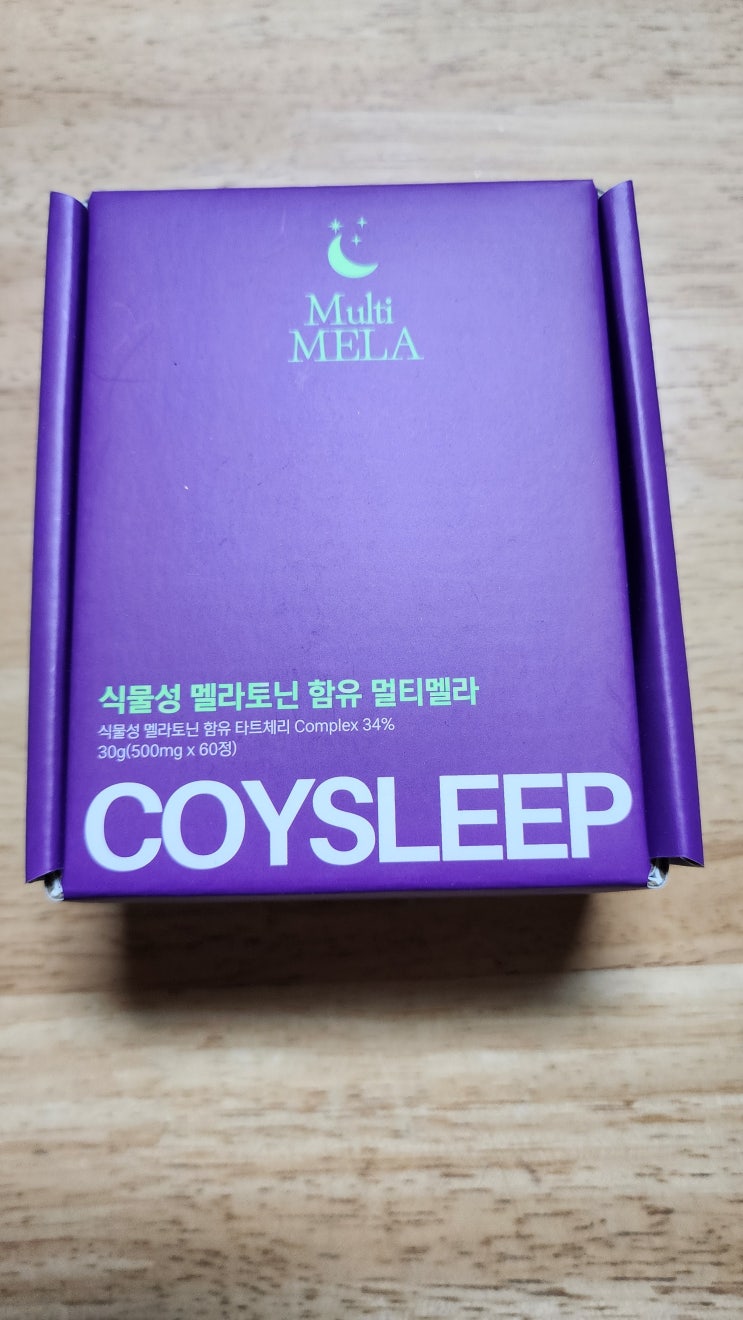 Multi
MELA
식물성 멜라토닌 함유 멀티멜라
식물성 멜라토닌 함유 타트체리 Complex 34%
30g(500mg x 60정)
COYSLEEP